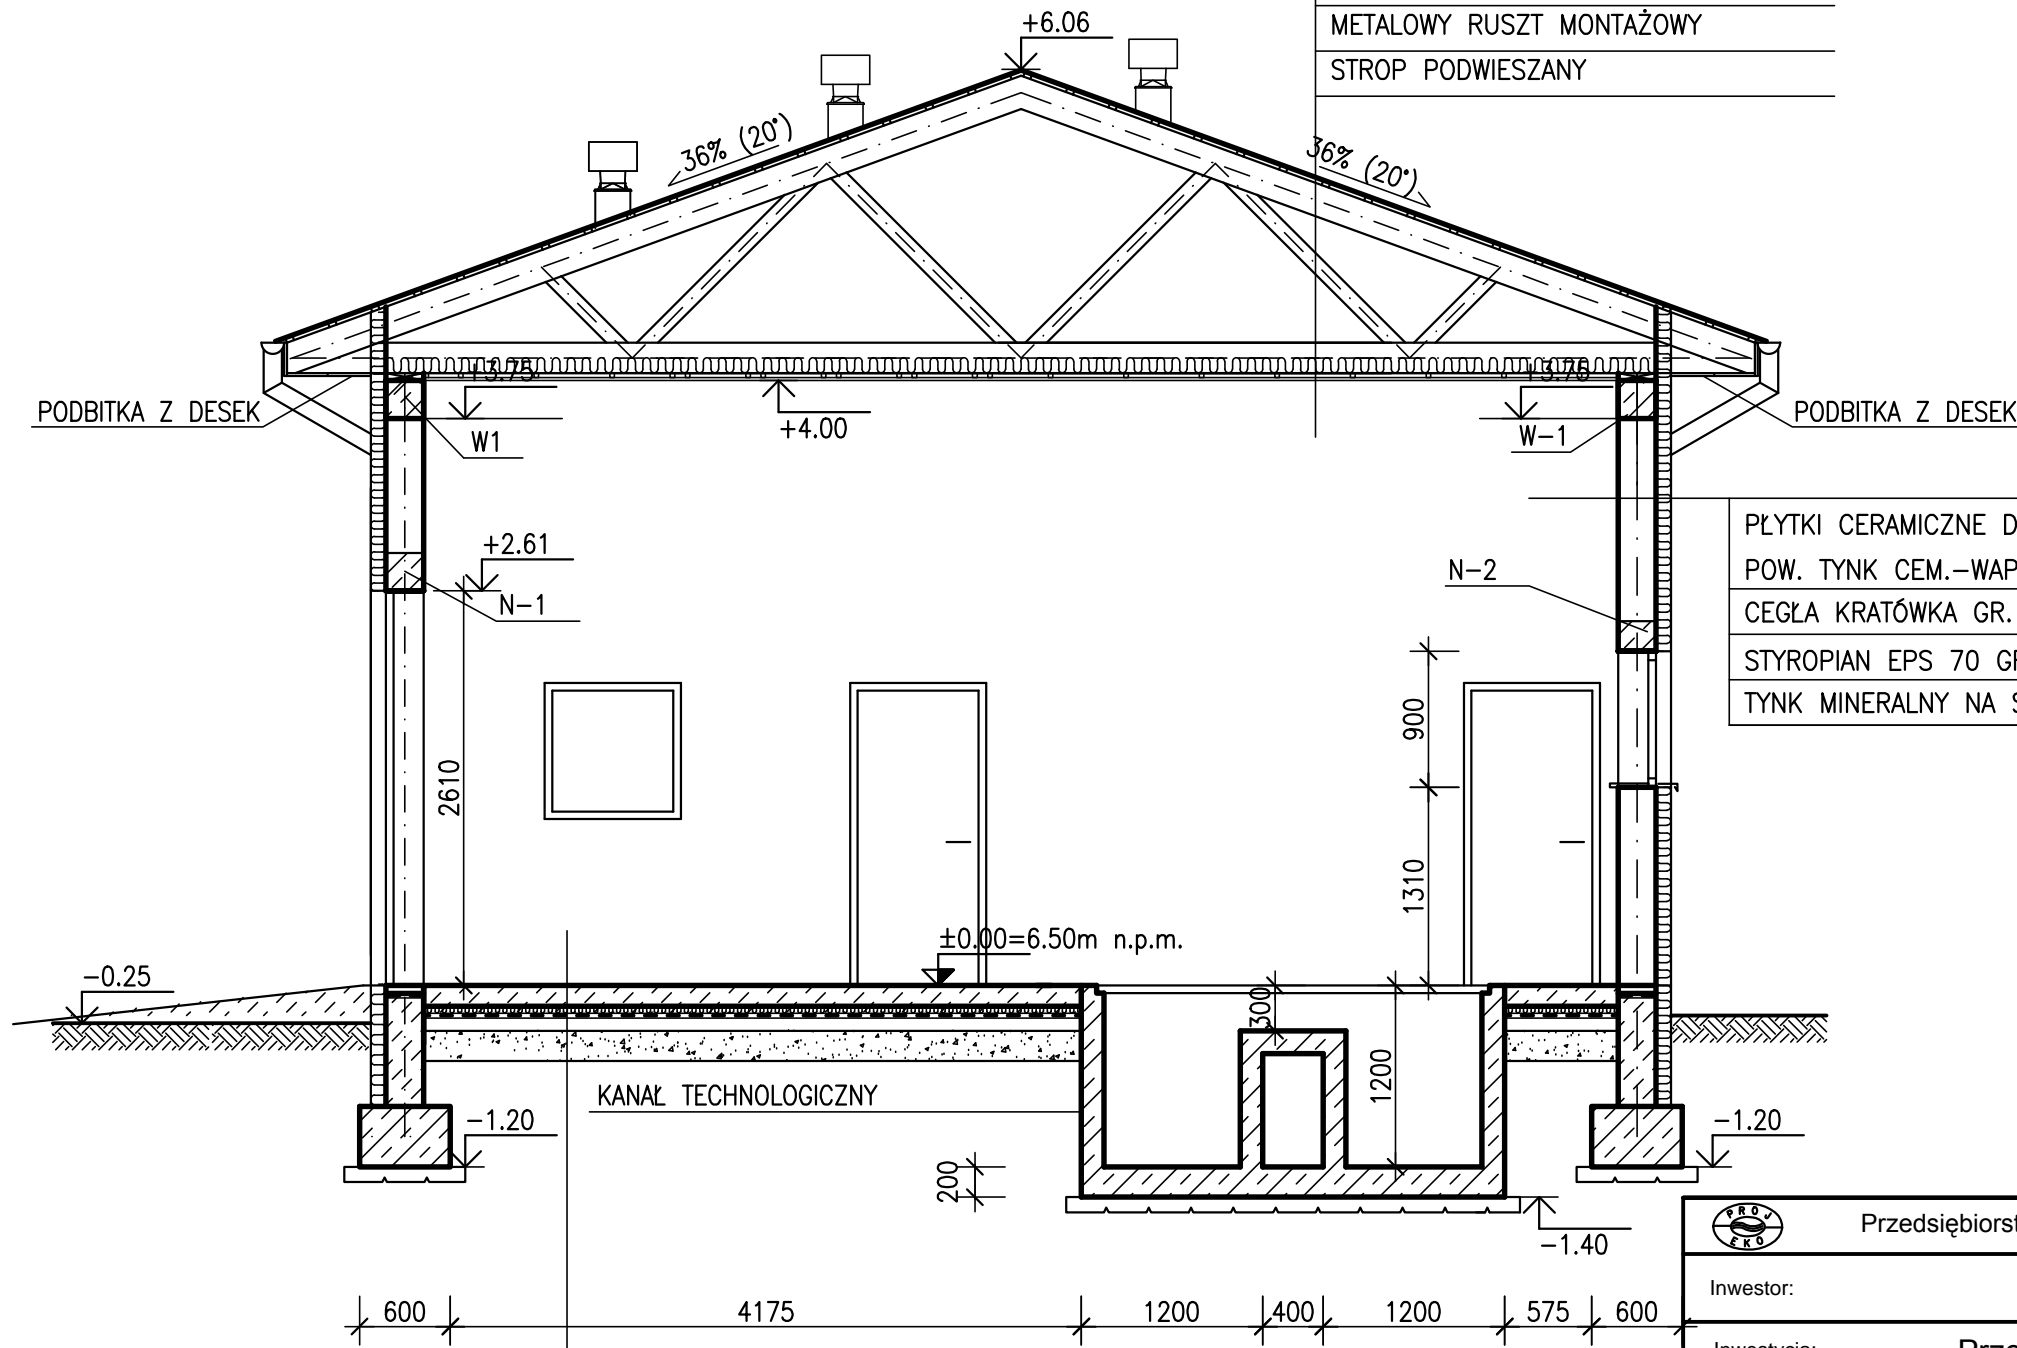 +6.06
METALOWY RUSZT MONTAŻOWY
STROP PODWIESZANY
36% (20°)
36% (20°)
+3.75
+3.75
+4.00
PODBITKA Z DESEK
PODBITKA Z DESEK
W1
W-1
PŁYTKI CERAMICZNE
POW. TYNK CEM.-WAP
CEGŁA KRATÓWKA GR.
STYROPIAN EPS 70
TYNK MINERALNY NA
+2.61
N-1
N-2
900
2610
1310
±0.00=6.50m n.p.m.
-0.25
300
1200
KANAŁ TECHNOLOGICZNY
-1.20
-1.20
200
-1.40
PROJ
EKO
Przedsiębiorst
Inwestor:
600
4175
1200
400
1200
575
600
Inwestycja: